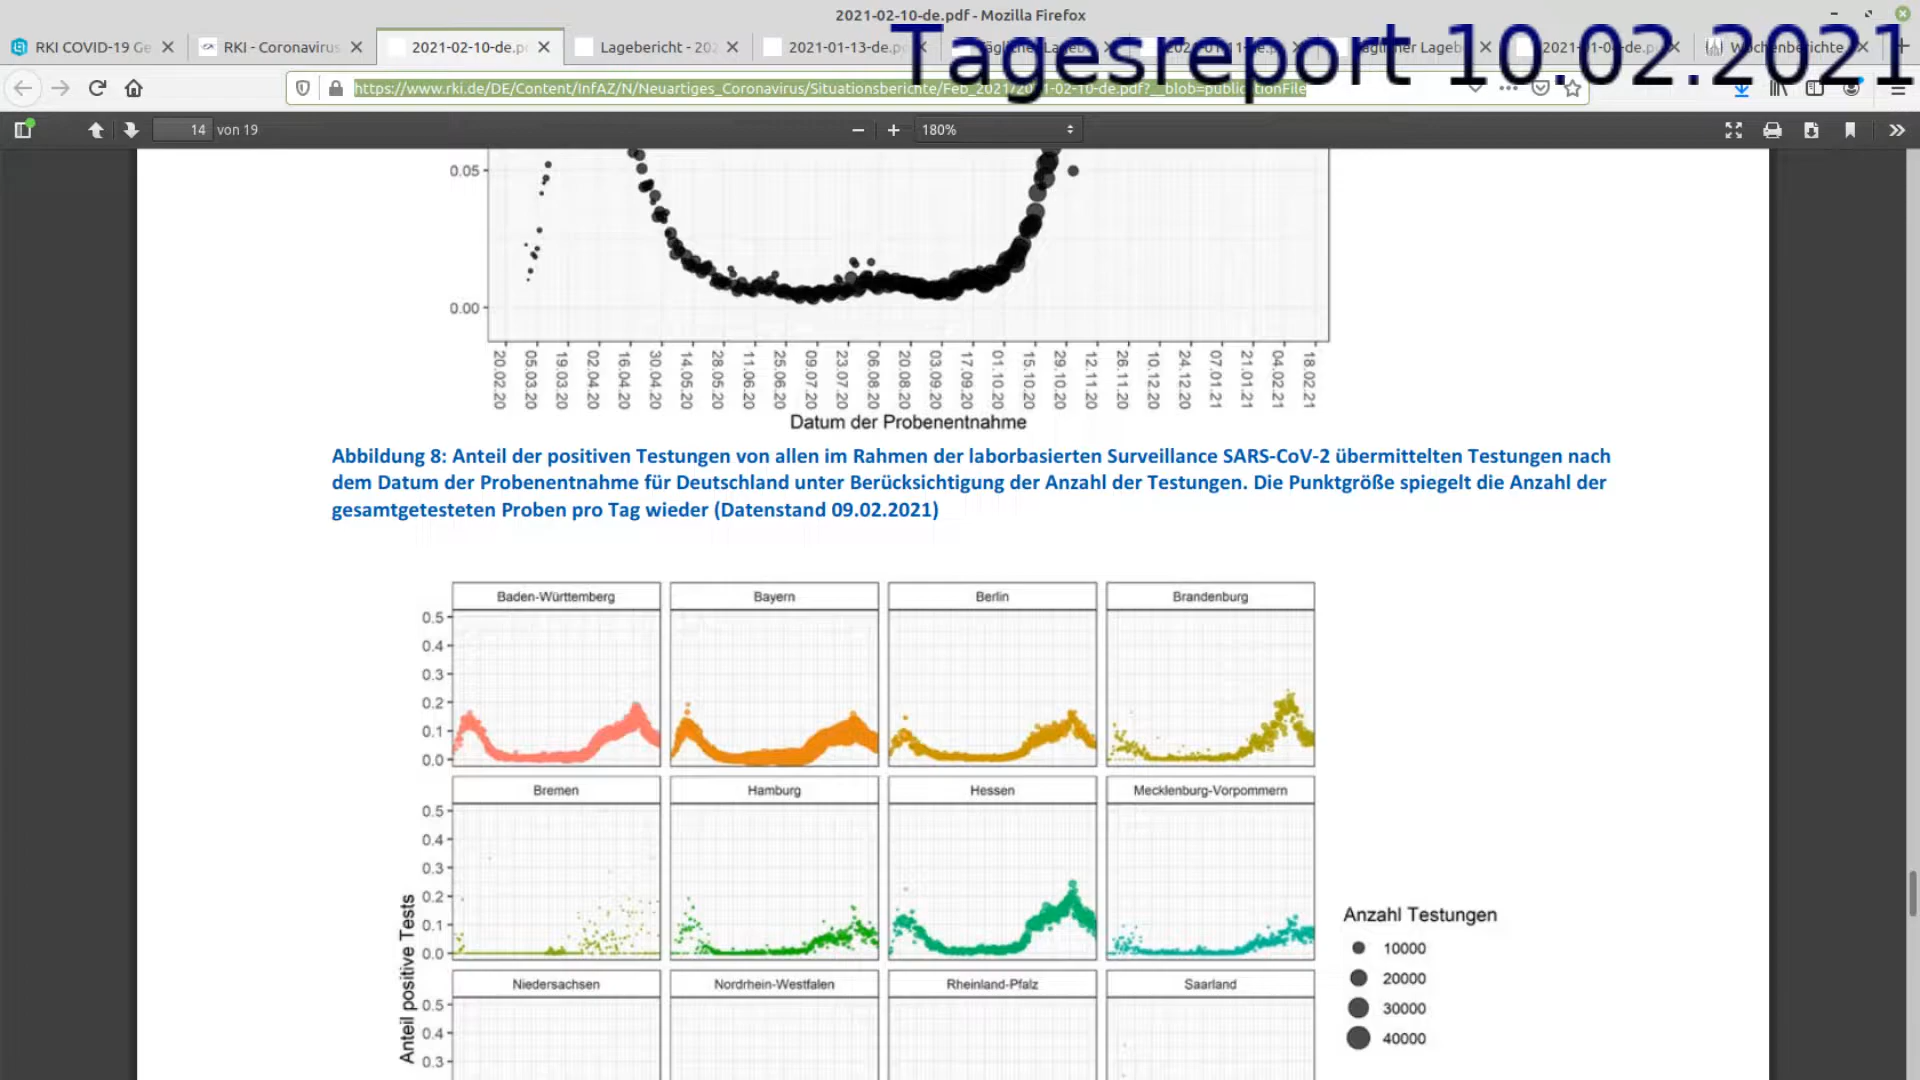 2021-02-10-de.pdf - Mozilla Firefox
RKI COVID-19 Ge
RKI - Coronavirus
2021-02-10-de.p
Lagebericht - 202
2021-01-13-de.p
Wochenberichte
Tagesreport 10.02.2021
https://www.rki.de/DE/Content/InfAZ/N/Neuartiges_Coronavirus/Situationsberichte/Feb_2021/
14 von 19
180%
0.05
0.00
20.02.20
05.03.20
19.03.20
02.04.20
16.04.20
30.04.20
14.05.20
28.05.20
11.06.20
25.06.20
09.07.20
23.07.20
06.08.20
20.08.20
03.09.20
17.09.20
01.10.20
15.10.20
29.10.20
12.11.20
26.11.20
10.12.20
24.12.20
07.01.21
21.01.21
04.02.21
18.02.21
Datum der Probenentnahme
Abbildung 8: Anteil der positiven Testungen von allen im Rahmen der laborbasierten Surveillance SARS-CoV-2 übermittelten Testungen nach
dem Datum der Probenentnahme für Deutschland unter Berücksichtigung der Anzahl der Testungen. Die Punktgröße spiegelt die Anzahl der
gesamtgetesteten Proben pro Tag wieder (Datenstand 09.02.2021)
Baden-Württemberg
Bayern
Berlin
Brandenburg
0.5
0.4
0.3
0.2
0.1
0.0
Bremen
Hamburg
Hessen
Mecklenburg-Vorpommern
0.5
0.4
0.3
0.2
0.1
0.0
Anteil positive Tests
Anzahl Testungen
10000
20000
30000
40000
Niedersachsen
Nordrhein-Westfalen
Rheinland-Pfalz
Saarland
0.5
0.4
0.3